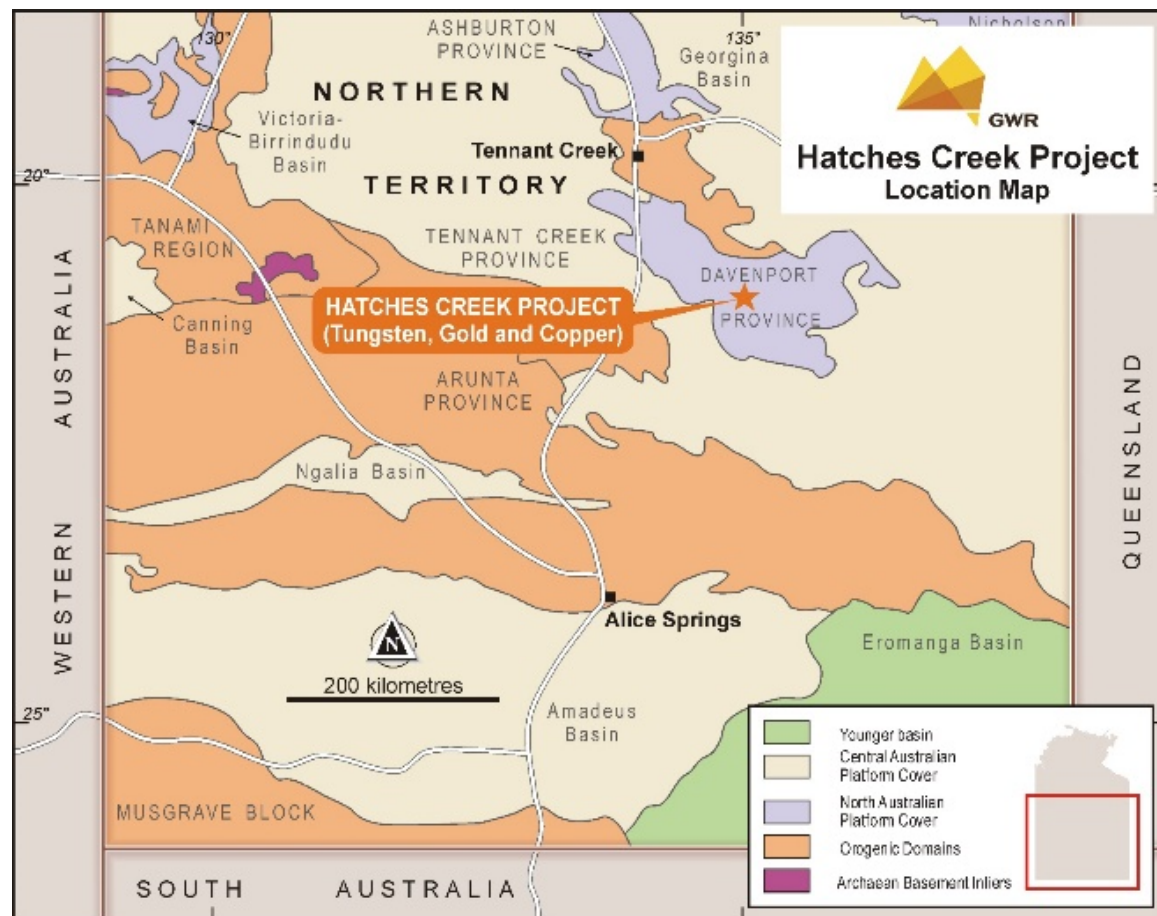 130°
ASHBURTON
PROVINCE
135°
Georgina
Basin
Nicholson
GWR
Hatches Creek Project
Location Map
NORTHERN
TERRITORY
Victoria-
Birrindudu
Basin
Tennant Creek
20°
TANAMI
REGION
TENNANT CREEK
PROVINCE
DAVENPORT
PROVINCE
HATCHES CREEK PROJECT
(Tungsten, Gold and Copper)
Canning
Basin
ARUNTA
PROVINCE
Ngalia Basin
WESTERN AUSTRALIA
QUEENSLAND
Alice Springs
Eromanga Basin
N
200 kilometres
25°
Amadeus
Basin
MUSGRAVE BLOCK
SOUTH AUSTRALIA
Younger basin
Central Australian
Platform Cover
North Australian
Platform Cover
Orogenic Domains
Archaean Basement Inliers